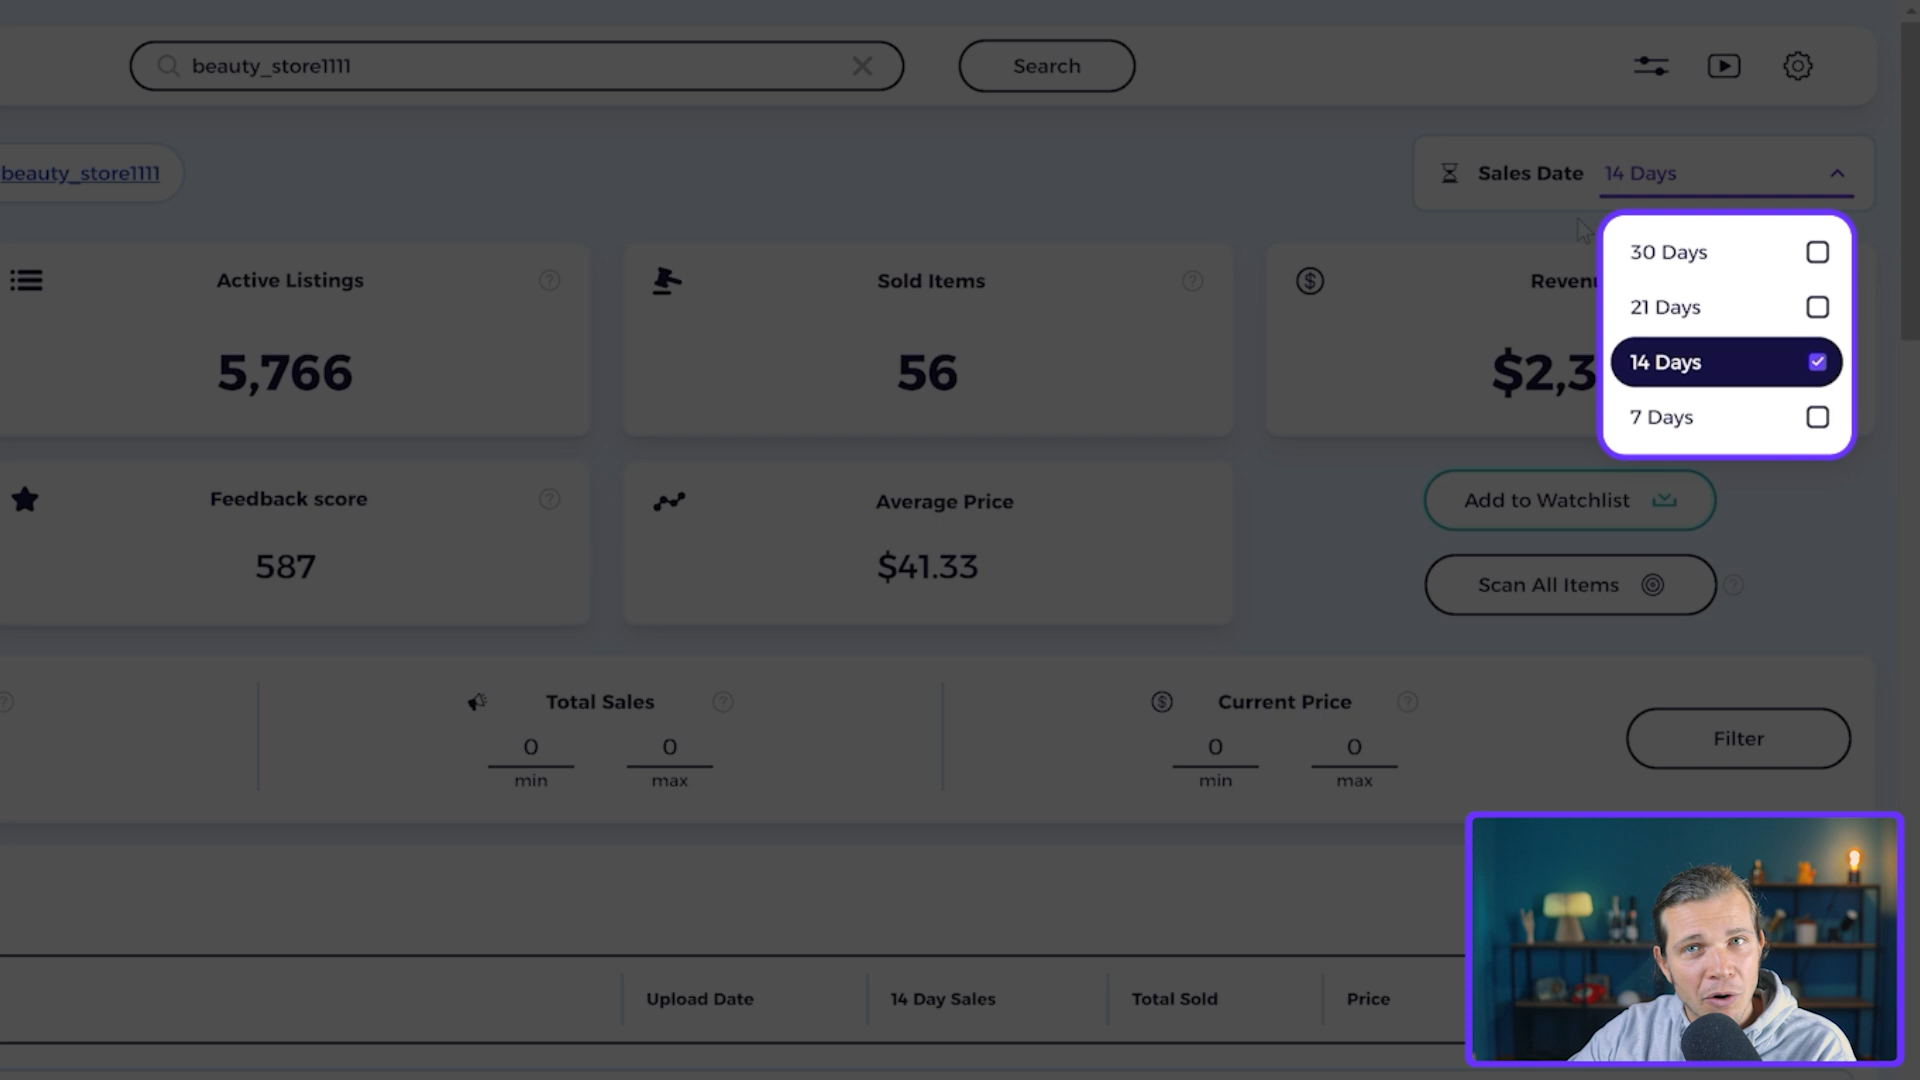 beauty_store1111
Search
beauty_store1111
Sales Date 14 Days
30 Days
21 Days
14 Days
7 Days
Active Listings
5,766
Sold Items
56
$2,3
Feedback score
587
Average Price
$41.33
Add to Watchlist
Scan All Items
Total Sales
0 0
min max
Current Price
0 0
min max
Filter
Upload Date
14 Day Sales
Total Sold
Price